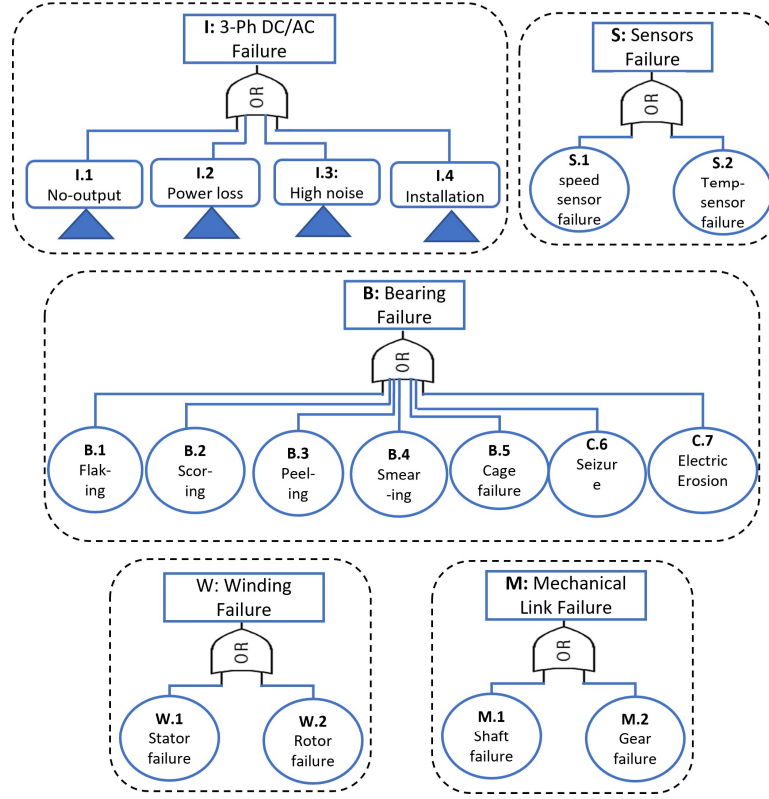 I: 3-Ph DC/AC
Failure
OR
I.1
No-output
I.2
Power loss
I.3:
High noise
I.4
Installation
S: Sensors
Failure
OR
S.1
speed
sensor
failure
S.2
Temp-
sensor
failure
B: Bearing
Failure
OR
B.1
Flak-
ing
B.2
Scor-
ing
B.3
Peel-
ing
B.4
Smear
-ing
B.5
Cage
failure
C.6
Seizur
e
C.7
Electric
Erosion
W: Winding
Failure
OR
W.1
Stator
failure
W.2
Rotor
failure
M: Mechanical
Link Failure
OR
M.1
Shaft
failure
M.2
Gear
failure